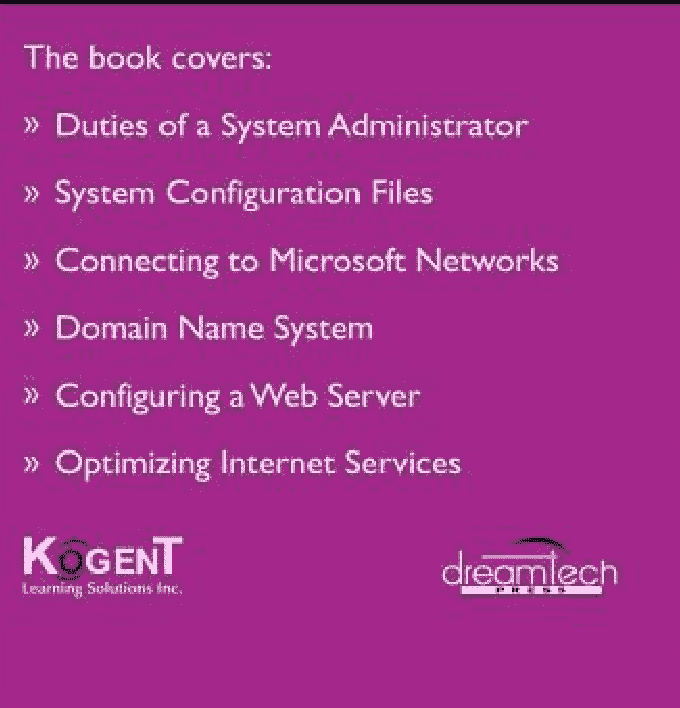 The book covers:
» Duties of a System Administrator
» System Configuration Files
» Connecting to Microsoft Networks
» Domain Name System
» Configuring a Web Server
» Optimizing Internet Services
KOGENT
Learning Solutions Inc.
dreamtech
PRESS